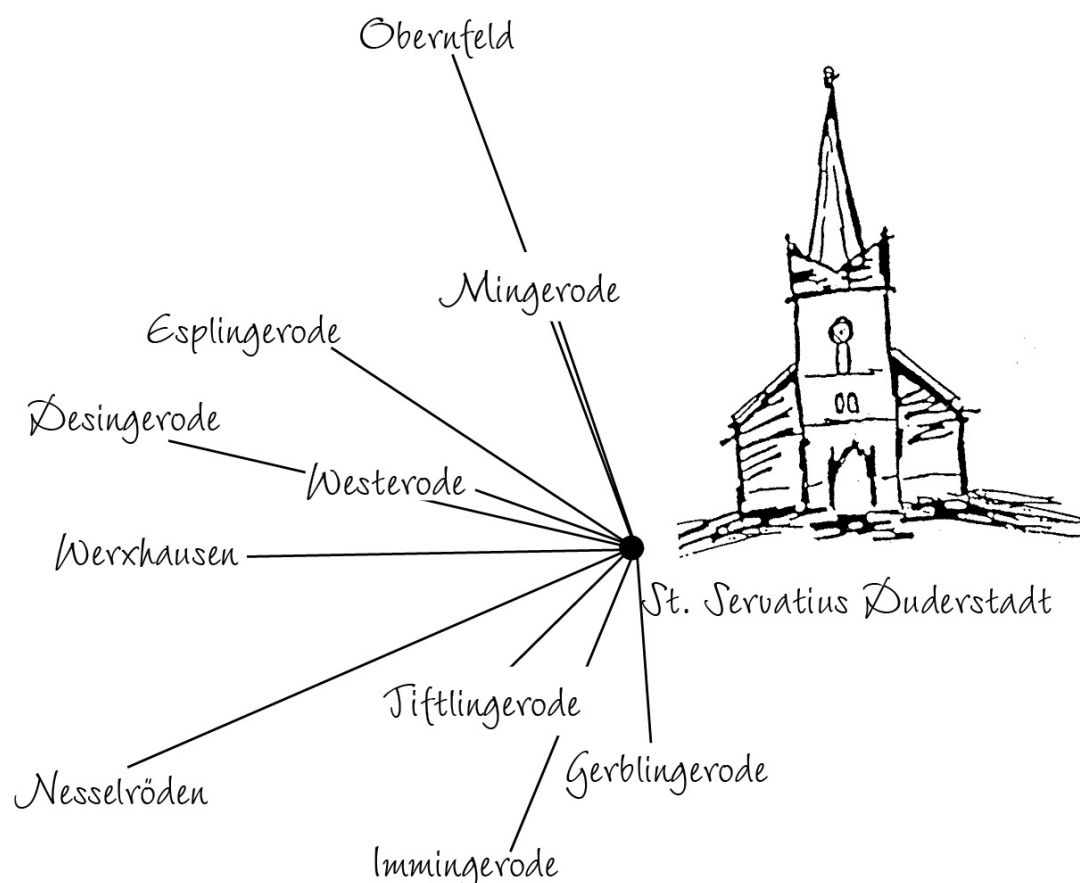 Obernfeld
Mingerode
Esplingerode
Desingerode
Westerode
Werxhausen
St. Servatius Duderstadt
Tiftlingerode
Gerblingerode
Nesselröden
Immingerode